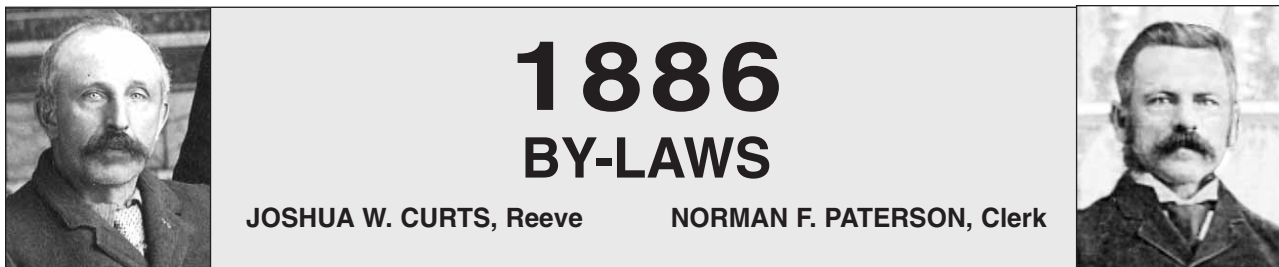 1886
BY-LAWS
JOSHUA W. CURTS, Reeve NORMAN F. PATERSON, Clerk